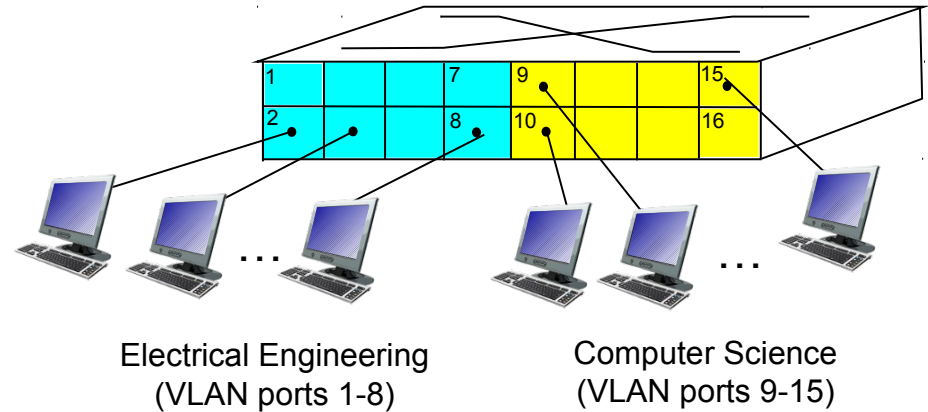 1 7 9 15
2 8 10 16
... ...
Electrical Engineering
(VLAN ports 1-8)
Computer Science
(VLAN ports 9-15)